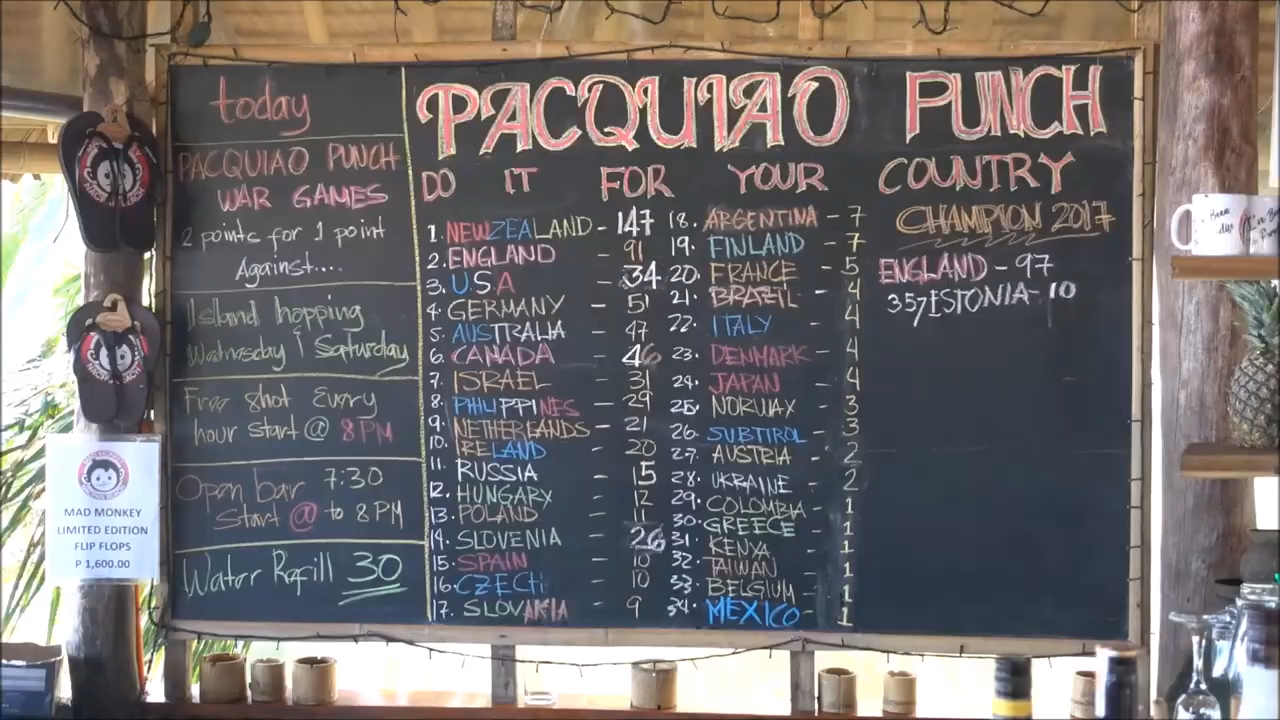 today
PACQUIAO PUNCH
WAR GAMES
2 points for 1 point
Against....
Island hopping
Wednesday & Saturday
Free shot Every
hour start @ 8PM
Open bar 7:30
Start @ to 8PM
Water Refill 30
PACQUIAO PUNCH
DO IT FOR YOUR COUNTRY
1. NEWZEALAND - 147
2. ENGLAND - 91
3. U.S.A - 34
4. GERMANY - 51
5. AUSTRALIA - 47
6. CANADA - 46
7. ISRAEL - 31
8. PHLIPPINES - 29
9. NETHERLANDS - 21
10. IRELAND - 20
11. RUSSIA - 15
12. HUNGARY - 12
13. POLAND - 11
14. SLOVENIA - 26
15. SPAIN - 10
16. CZECH - 10
17. SLOVAKIA - 9
18. ARGENTINA - 7
19. FINLAND - 7
20. FRANCE - 5
21. BRAZIL - 4
22. ITALY - 4
23. DENMARK - 4
24. JAPAN - 4
25. NORWAY - 3
26. SUBTIROL - 3
27. AUSTRIA - 2
28. UKRAINE - 2
29. COLOMBIA - 1
30. GREECE - 1
31. KENYA - 1
32. TAIWAN - 1
33. BELGIUM - 1
34. MEXICO - 1
CHAMPION 2017
ENGLAND - 97
35) ESTONIA - 10
MAD MONKEY
LIMITED EDITION
FLIP FLOPS
P 1,600.00